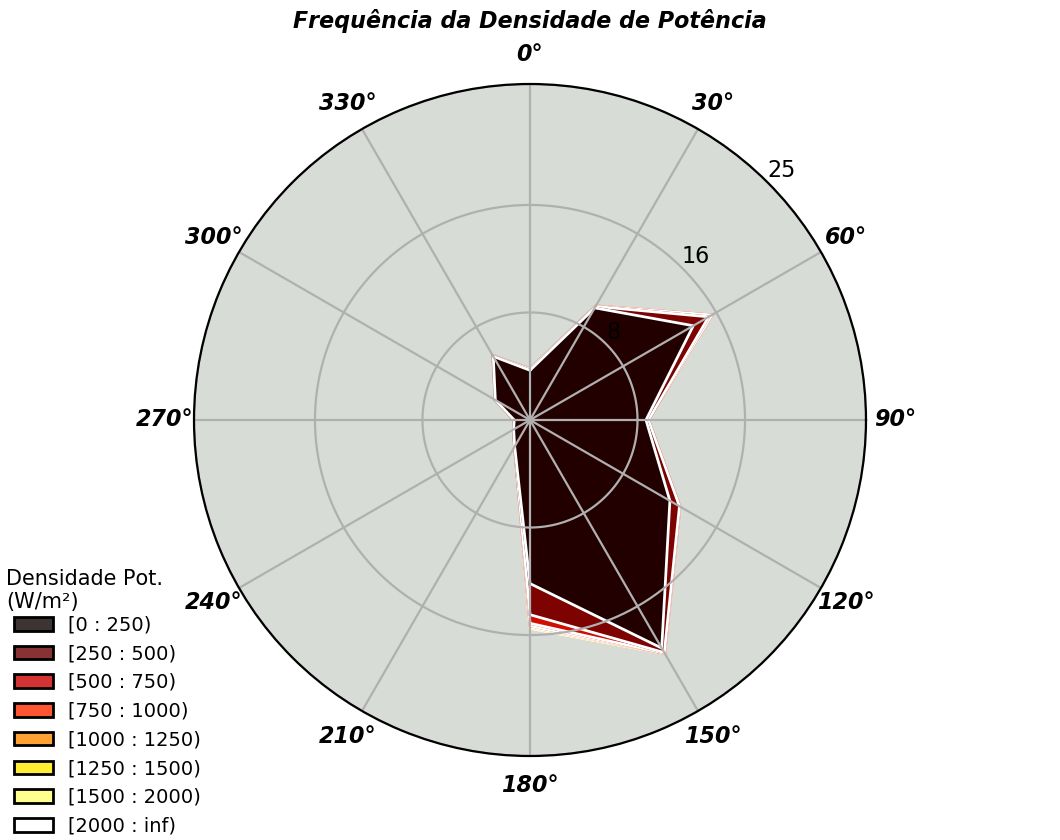 Frequência da Densidade de Potência
0°
330°
30°
25
300°
60°
16
8
270°
90°
Densidade Pot.
(W/m²)
240°
120°
[0 : 250)
[250 : 500)
[500 : 750)
[750 : 1000)
210°
150°
[1000 : 1250)
[1250 : 1500)
180°
[1500 : 2000)
[2000 : inf)